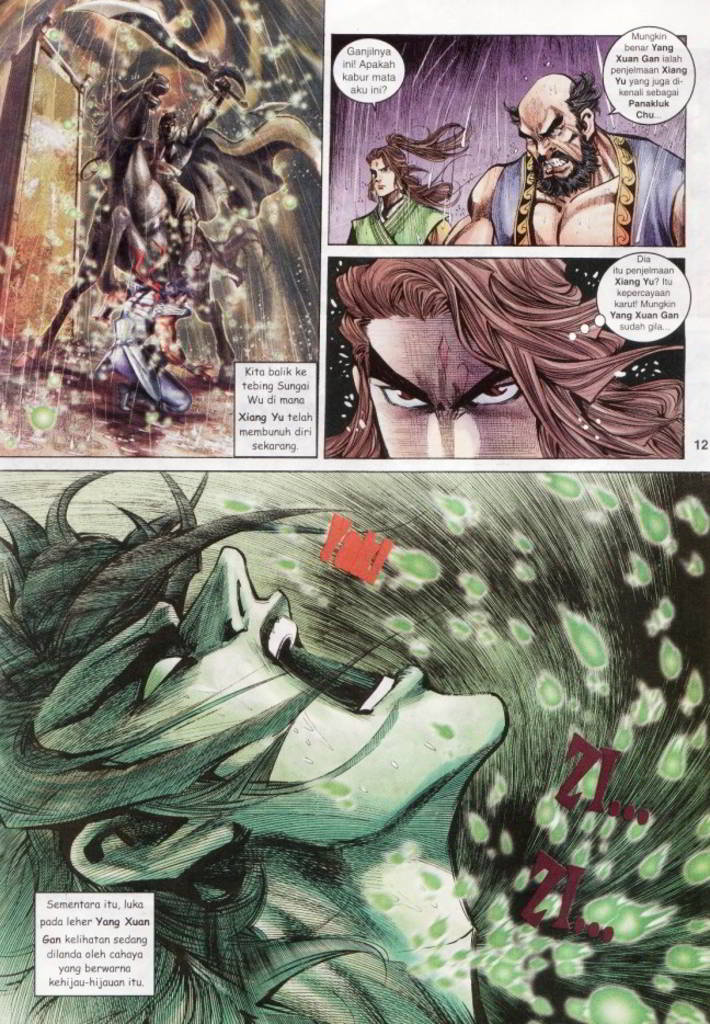 Kita balik ke
tebing Sungai
Wu di mana
Xiang Yu telah
membunuh diri
sekarang.
Ganjilnya
ini! Apakah
kabur mata
aku ini?
Mungkin
benar Yang
Xuan Gan ialah
penjelmaan Xiang
Yu yang juga di-
kenali sebagai
Panakluk
Chu...
Dia
itu penjelmaan
Xiang Yu? Itu
kepercayaan
karut! Mungkin
Yang Xuan Gan
sudah gila...
12
ZI...
ZI...
Sementara itu, luka
pada leher Yang Xuan
Gan kelihatan sedang
dilanda oleh cahaya
yang berwarna
kehijau-hijauan itu.